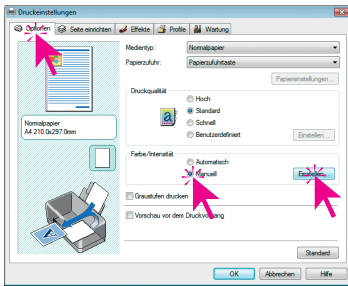 Druckeinstellungen
Optionen Seite einrichten Effekte Profile Wartung
Medientyp: Normalpapier
Papierzufuhr: Papierzufuhrtaste
Papiereinstellungen...
Druckqualität
Hoch
Standard
Schnell
Benutzerdefiniert Einstellen...
Normalpapier
A4 210.0x297.0mm
Farbe/Intensität
Automatisch
Manuell Einstellen...
Graustufen drucken
Vorschau vor dem Druckvorgang
Standard
OK Abbrechen Hilfe